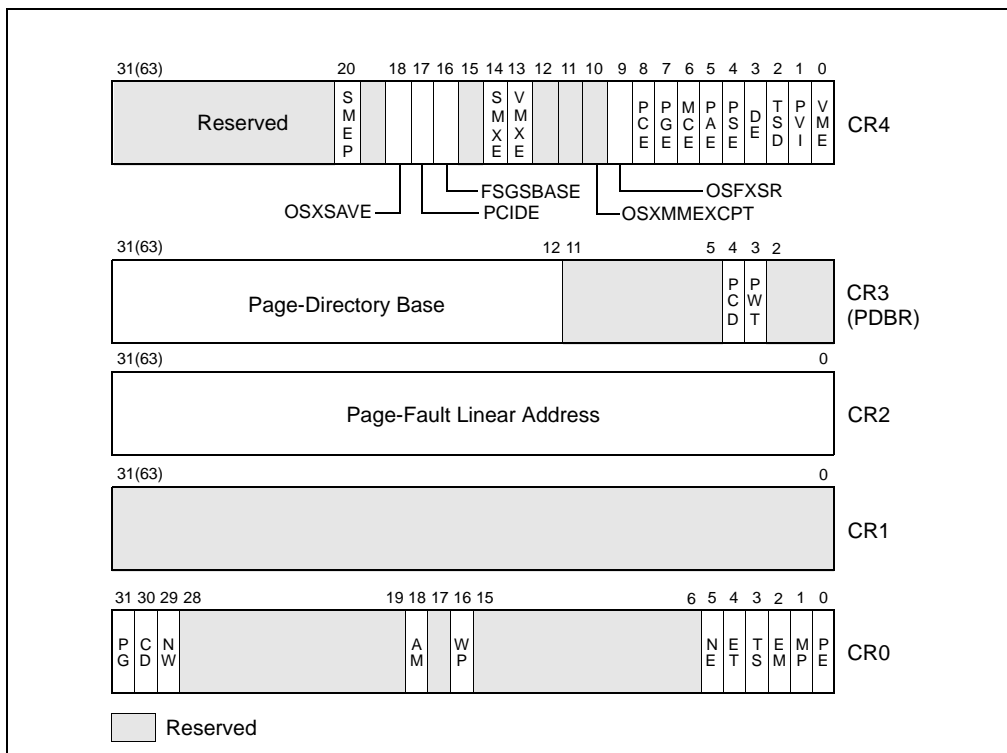 31(63) 20 18 17 16 15 14 13 12 11 10 9 8 7 6 5 4 3 2 1 0
Reserved SMEP SMXE VMXE PCE PGE MCE PAE PSE DE TSD PVI VME CR4
FSGSBASE OSFXSR
OSXSAVE PCIDE OSXMMEXCPT
31(63) 12 11 5 4 3 2
Page-Directory Base PCD PWT CR3
(PDBR)
31(63) 0
Page-Fault Linear Address CR2
31(63) 0
CR1
31 30 29 28 19 18 17 16 15 6 5 4 3 2 1 0
PG CD NW AM WP NE ET TS EM MP PE CR0
Reserved